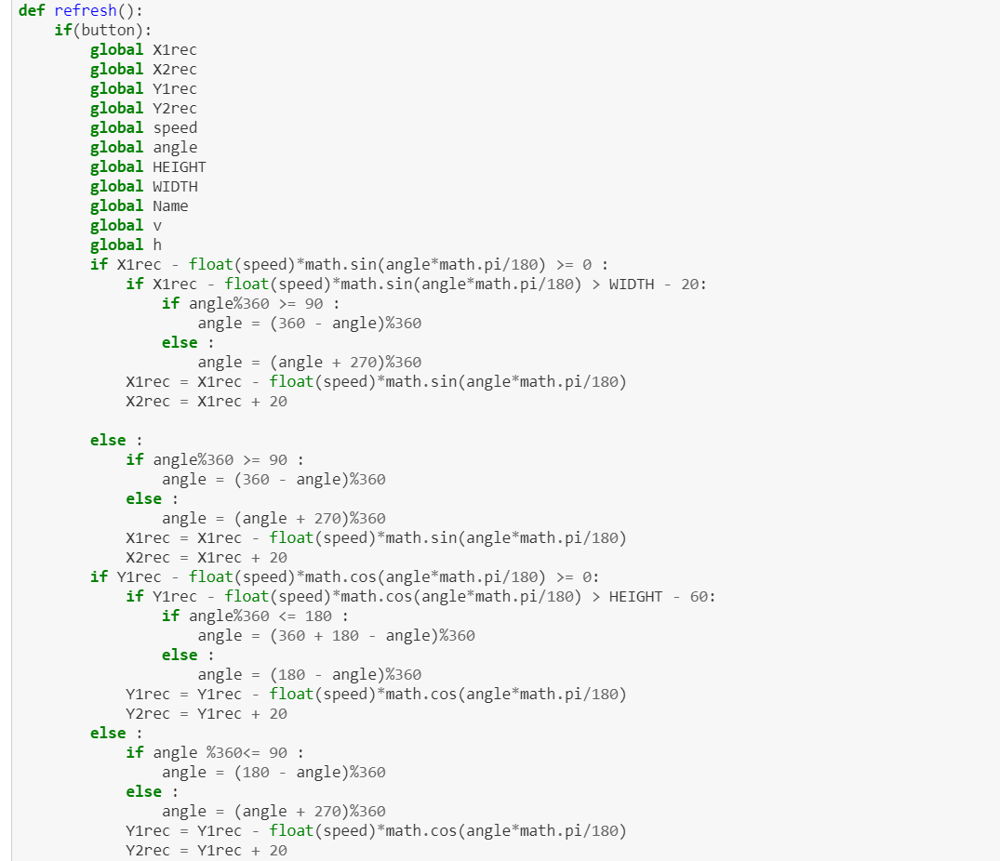 def refresh():
    if(button):
        global X1rec
        global X2rec
        global Y1rec
        global Y2rec
        global speed
        global angle
        global HEIGHT
        global WIDTH
        global Name
        global v
        global h
        if X1rec - float(speed)*math.sin(angle*math.pi/180) >= 0 :
            if X1rec - float(speed)*math.sin(angle*math.pi/180) > WIDTH - 20:
                if angle%360 >= 90 :
                    angle = (360 - angle)%360
                else :
                    angle = (angle + 270)%360
            X1rec = X1rec - float(speed)*math.sin(angle*math.pi/180)
            X2rec = X1rec + 20

        else :
            if angle%360 >= 90 :
                angle = (360 - angle)%360
            else :
                angle = (angle + 270)%360
            X1rec = X1rec - float(speed)*math.sin(angle*math.pi/180)
            X2rec = X1rec + 20
        if Y1rec - float(speed)*math.cos(angle*math.pi/180) >= 0:
            if Y1rec - float(speed)*math.cos(angle*math.pi/180) > HEIGHT - 60:
                if angle%360 <= 180 :
                    angle = (360 + 180 - angle)%360
                else :
                    angle = (180 - angle)%360
            Y1rec = Y1rec - float(speed)*math.cos(angle*math.pi/180)
            Y2rec = Y1rec + 20
        else :
            if angle %360<= 90 :
                angle = (180 - angle)%360
            else :
                angle = (angle + 270)%360
            Y1rec = Y1rec - float(speed)*math.cos(angle*math.pi/180)
            Y2rec = Y1rec + 20